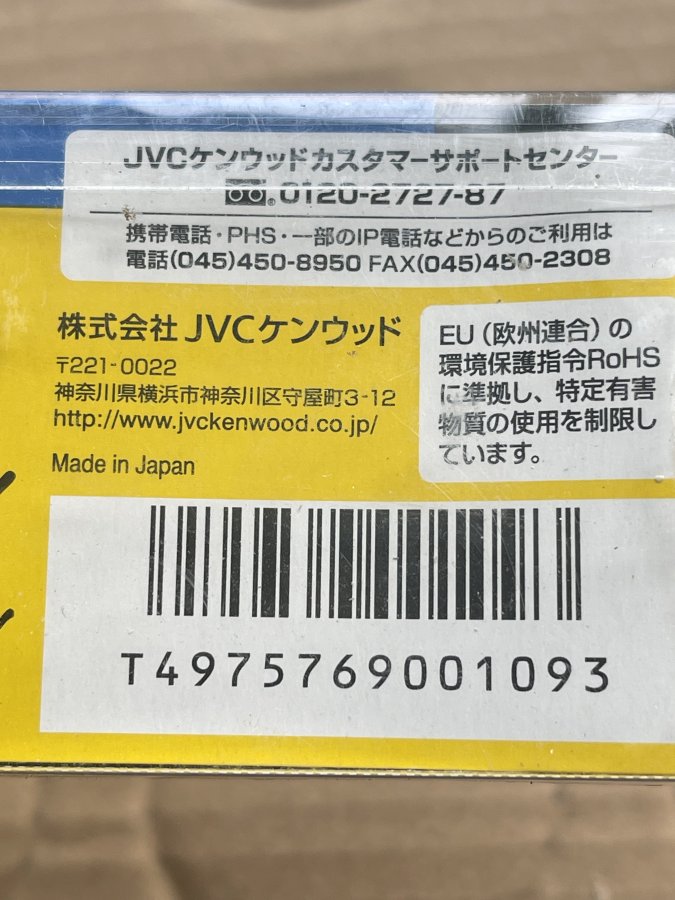 JVCケンウッドカスタマーサポートセンター
0120-2727-87
携帯電話・PHS・一部のIP電話などからのご利用は
電話(045)450-8950 FAX(045)450-2308
株式会社 JVCケンウッド
〒221-0022
神奈川県横浜市神奈川区守屋町3-12
http://www.jvckenwood.co.jp/
Made in Japan
EU（欧州連合）の
環境保護指令RoHS
に準拠し、特定有害
物質の使用を制限し
ています。
T4975769001093